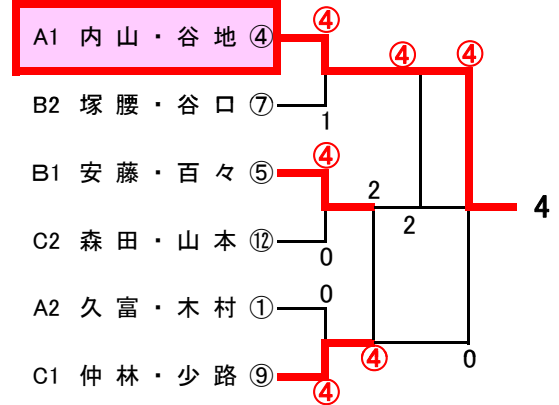 ④
④ ④
A1 内山・谷地 ④
B2 塚腰・谷口 ⑦
1
④
B1 安藤・百々 ⑤
2
4
2
C2 森田・山本 ⑫
0
0
A2 久富・木村 ①
④ 0
C1 仲林・少路 ⑨
④